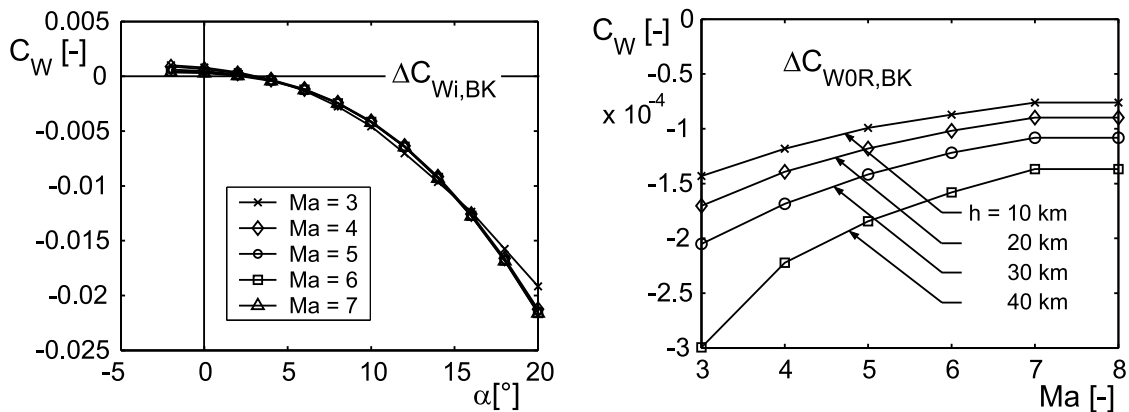 0.005
C_W [-]
0
-0.005
-0.01
-0.015
-0.02
-0.025
ΔC_Wi,BK
Ma = 3
Ma = 4
Ma = 5
Ma = 6
Ma = 7
-5
0
5
10
15
20
α[°]
0
C_W [-]
-0.5
x 10^-4
-1
-1.5
-2
-2.5
-3
ΔC_W0R,BK
h = 10 km
20 km
30 km
40 km
3
4
5
6
7
8
Ma [-]